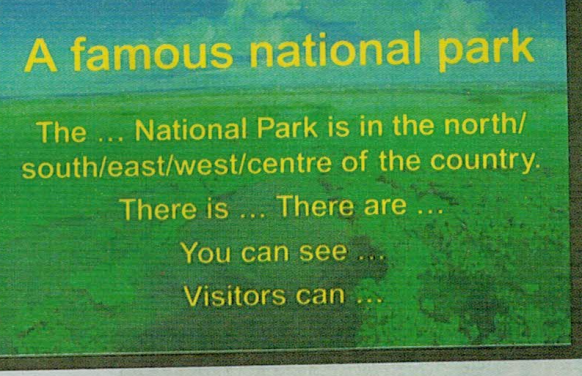 A famous national park
The ... National Park is in the north/
south/east/west/centre of the country.
There is ... There are ...
You can see ...
Visitors can ...